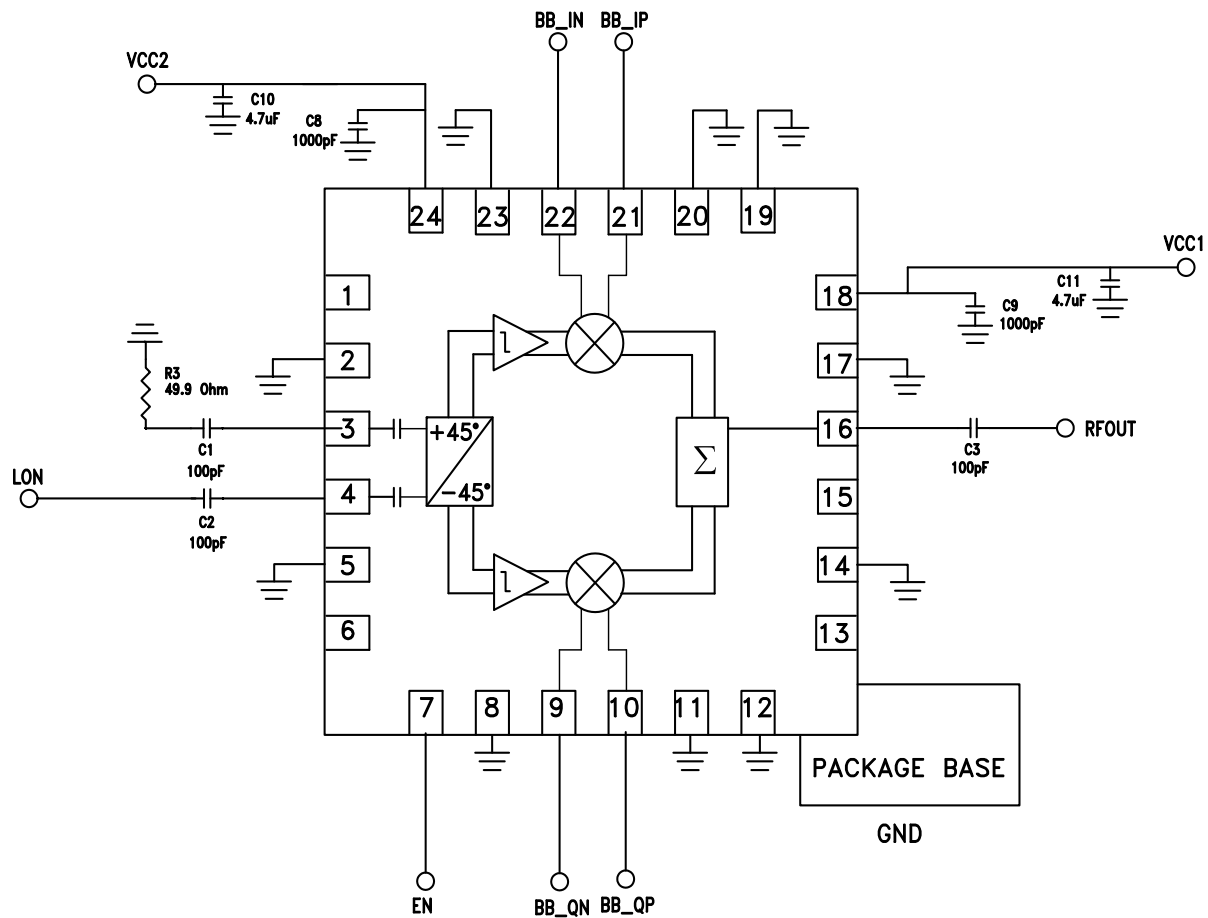 BB_IN BB_IP
VCC2
C10
4.7uF
C8
1000pF
24 23 22 21 20 19
VCC1
1
18
C11
4.7uF
C9
1000pF
2
17
R3
49.9 Ohm
3
+45°
16
RFOUT
C1
100pF
C3
100pF
Σ
LON
4
-45°
15
C2
100pF
5
14
6
13
7 8 9 10 11 12
PACKAGE BASE
GND
EN
BB_QN
BB_QP